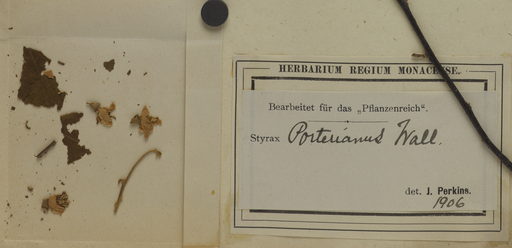 HERBARIUM REGIUM MONACENSE.
Bearbeitet für das „Pflanzenreich“.
Styrax Porterianus Wall.
det. J. Perkins.
1906